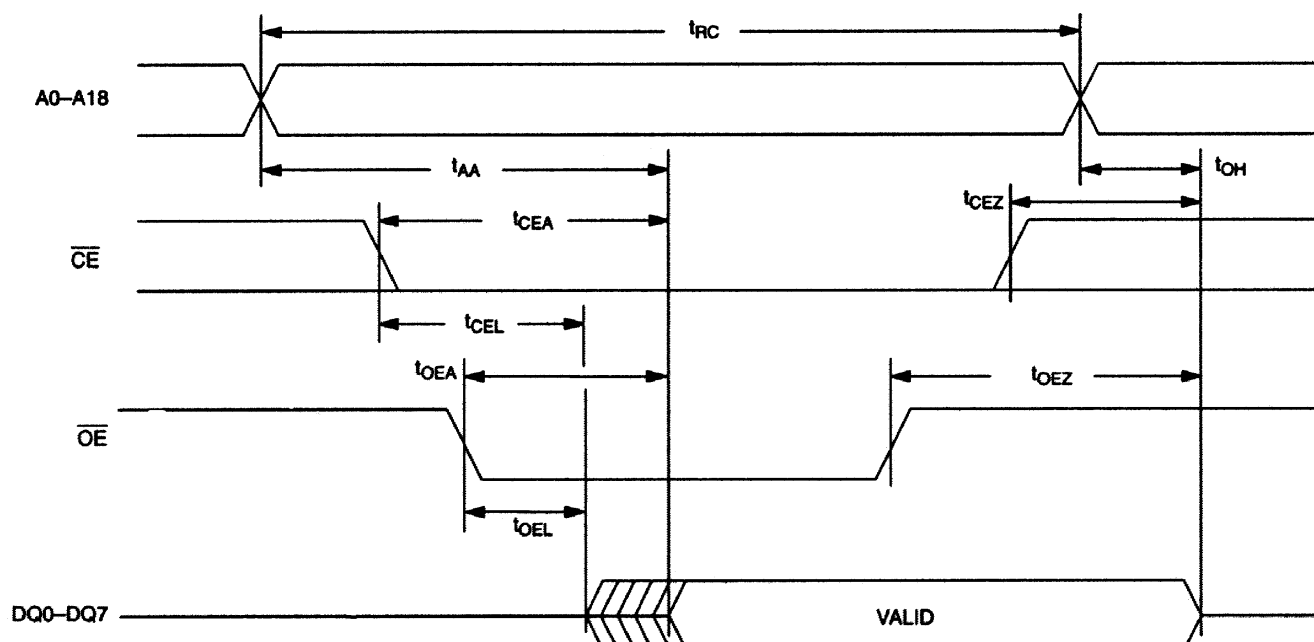 tRC
A0–A18
tAA
tOH
tCEA
tCEZ
CE
tCEL
tOEA
tOEZ
OE
tOEL
DQ0–DQ7
VALID